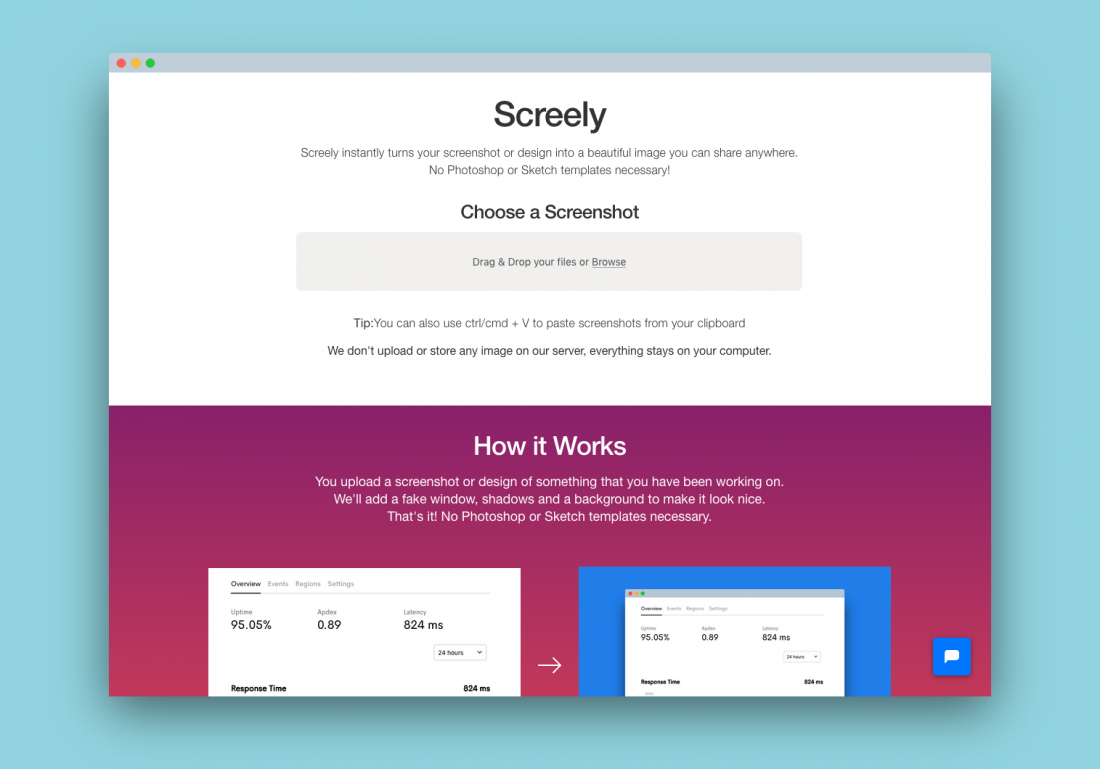 Screely
Screely instantly turns your screenshot or design into a beautiful image you can share anywhere.
No Photoshop or Sketch templates necessary!
Choose a Screenshot
Drag & Drop your files or Browse
Tip:You can also use ctrl/cmd + V to paste screenshots from your clipboard
We don't upload or store any image on our server, everything stays on your computer.
How it Works
You upload a screenshot or design of something that you have been working on.
We'll add a fake window, shadows and a background to make it look nice.
That's it! No Photoshop or Sketch templates necessary.
Overview Events Regions Settings
Uptime Apdex Latency
95.05% 0.89 824 ms
24 hours
Response Time 824 ms
Overview Events Regions Settings
Uptime Apdex Latency
95.05% 0.89 824 ms
24 hours
Response Time 824 ms